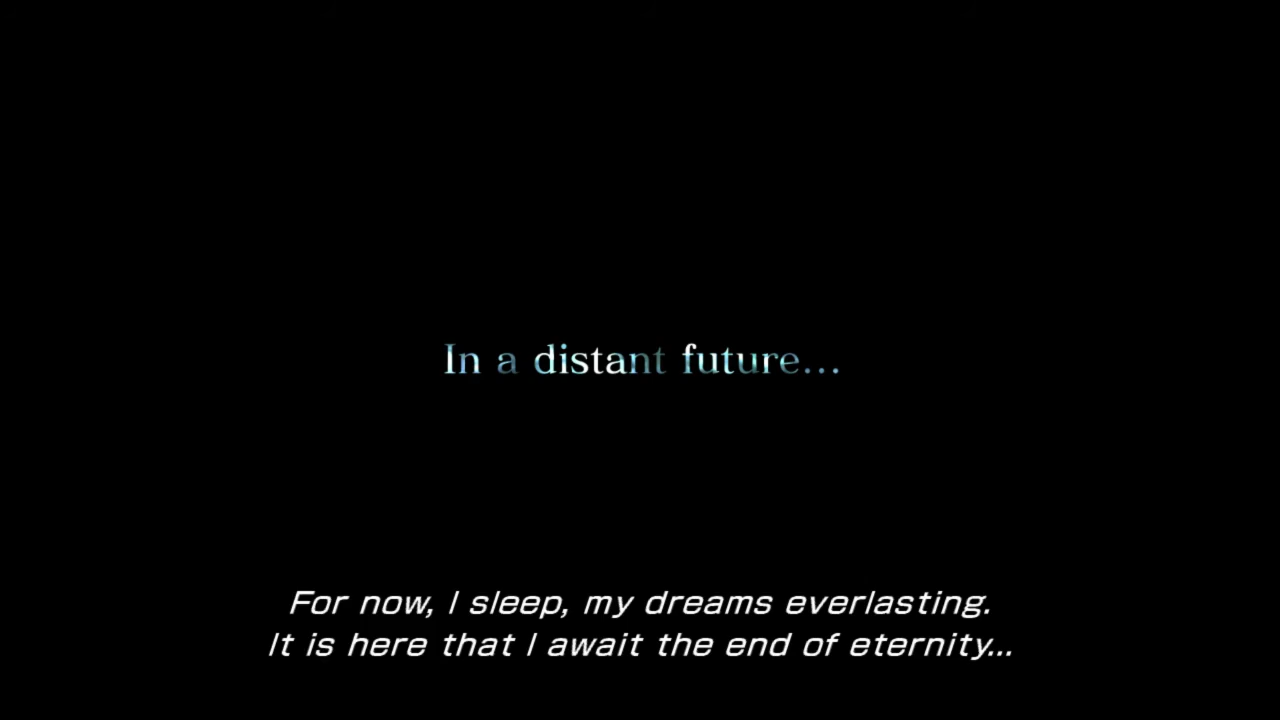 In a distant future...
For now, I sleep, my dreams everlasting.
It is here that I await the end of eternity...